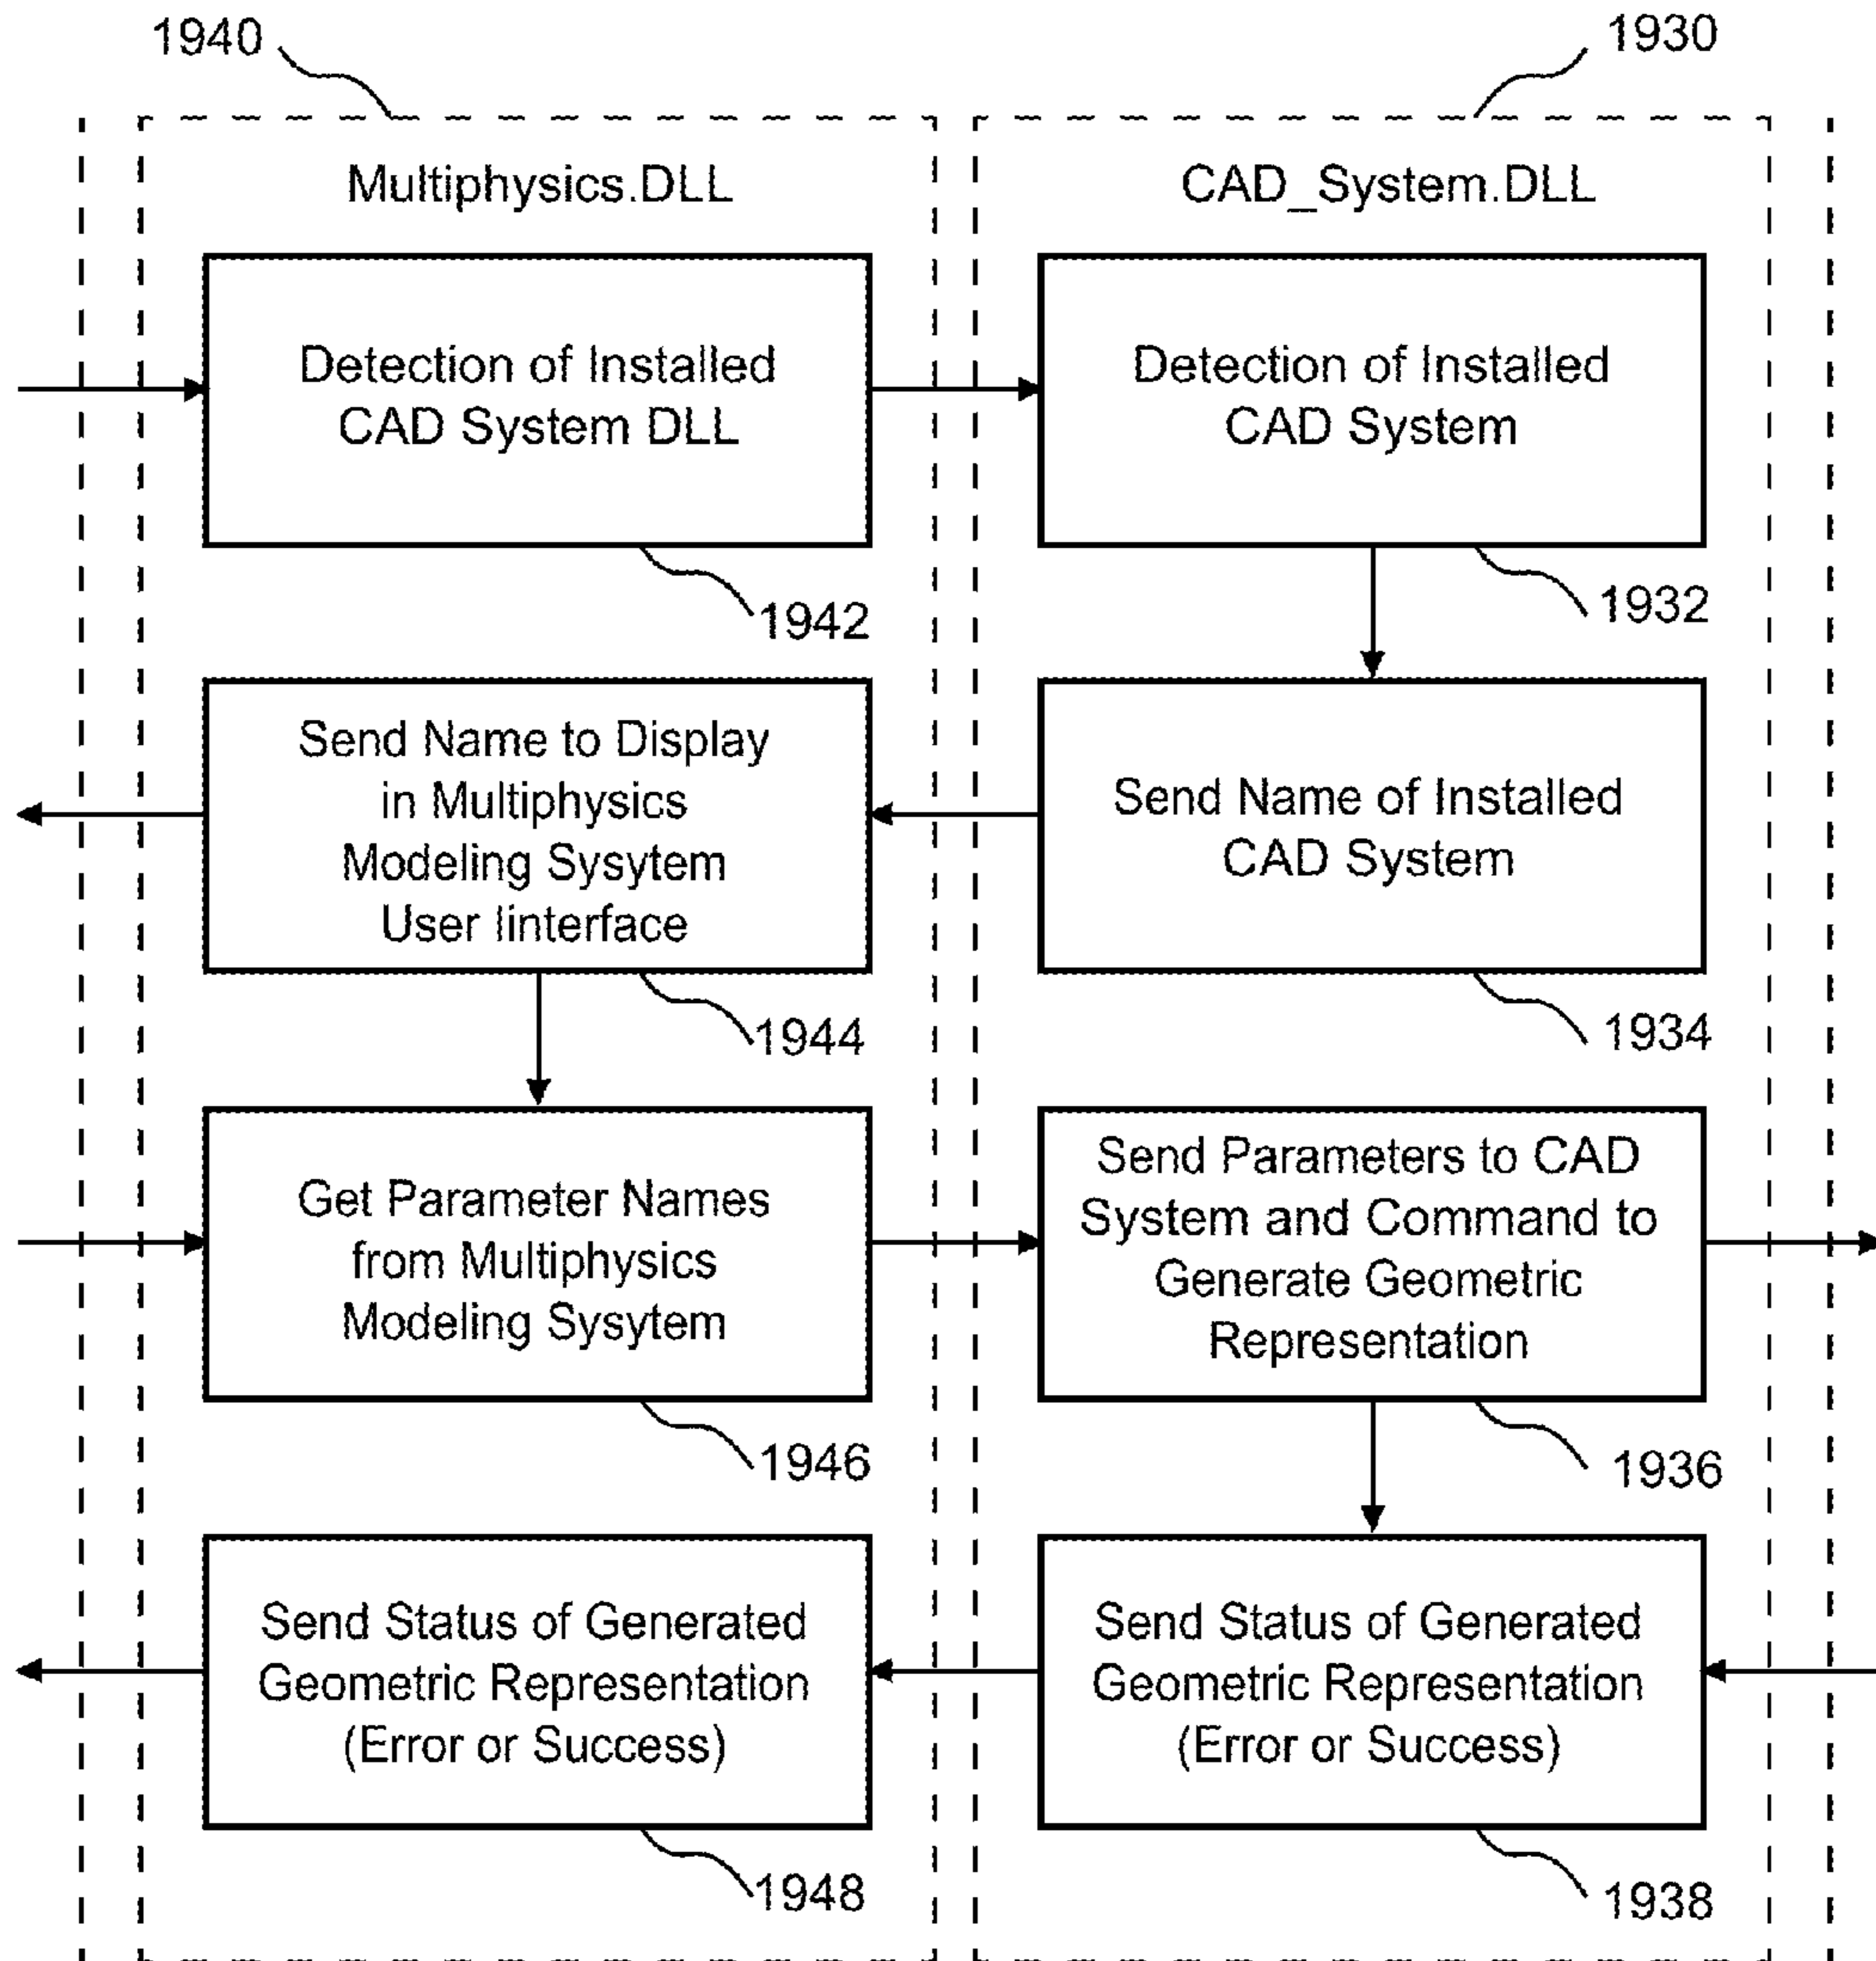 1940
1930
Multiphysics.DLL
CAD_System.DLL
Detection of Installed
CAD System DLL
Detection of Installed
CAD System
1942
1932
Send Name to Display
in Multiphysics
Modeling Sysytem
User Iinterface
Send Name of Installed
CAD System
1944
1934
Get Parameter Names
from Multiphysics
Modeling Sysytem
Send Parameters to CAD
System and Command to
Generate Geometric
Representation
1946
1936
Send Status of Generated
Geometric Representation
(Error or Success)
Send Status of Generated
Geometric Representation
(Error or Success)
1948
1938